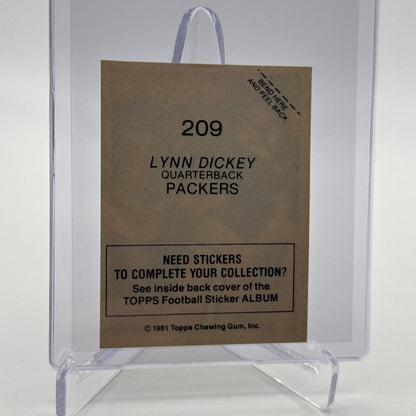 BEND HERE
AND PEEL BACK
209
LYNN DICKEY
QUARTERBACK
PACKERS
NEED STICKERS
TO COMPLETE YOUR COLLECTION?
See inside back cover of the
TOPPS Football Sticker ALBUM
© 1981 Topps Chewing Gum, Inc.